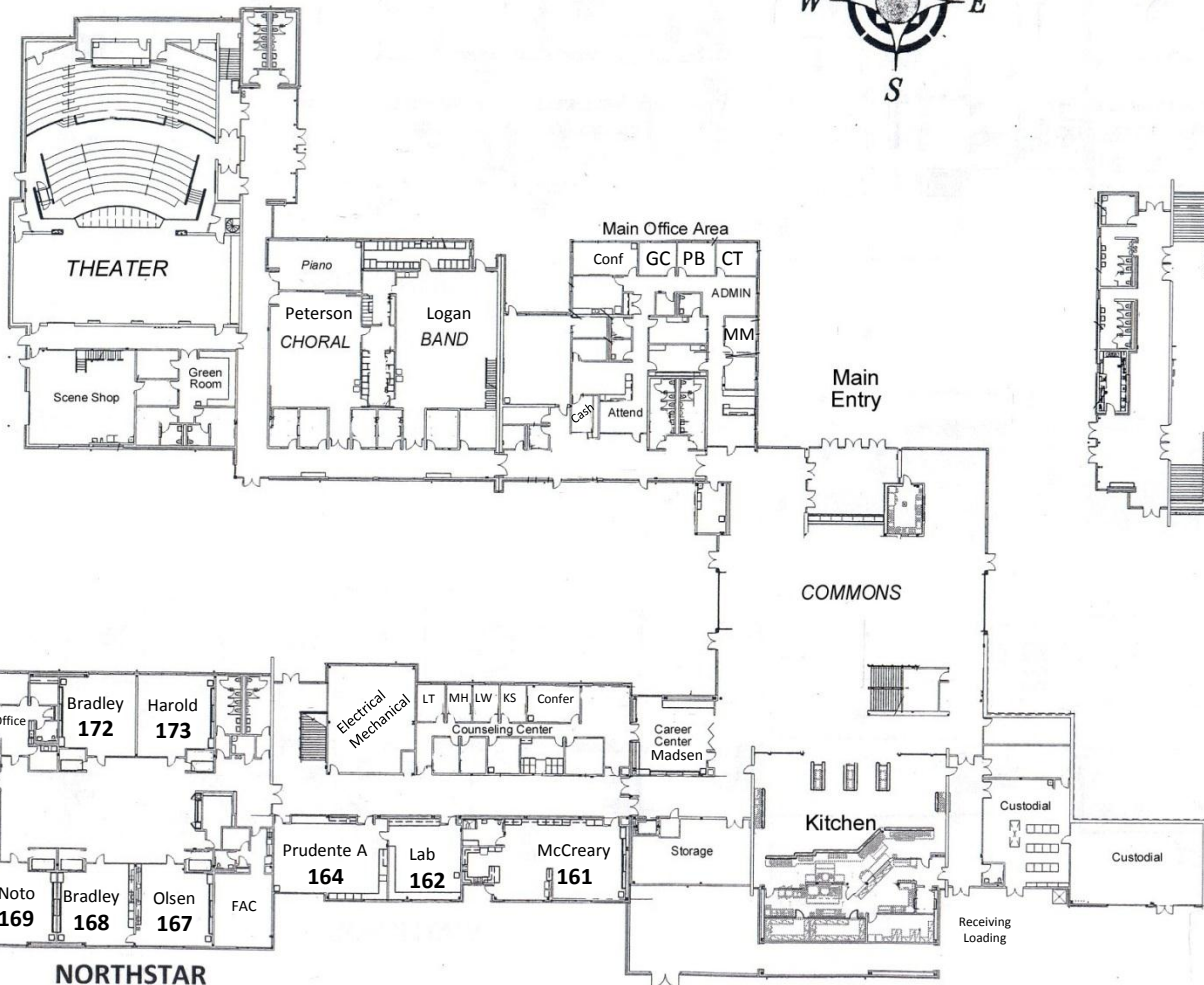 W
E
S
THEATER
Scene Shop
Green
Room
Piano
Peterson
CHORAL
Logan
BAND
Main Office Area
Conf
GC
PB
CT
ADMIN
MM
Cash
Attend
Main
Entry
COMMONS
Office
Bradley
172
Harold
173
Electrical
Mechanical
LT
MH
LW
KS
Confer
Counseling Center
Career
Center
Madsen
Kitchen
Custodial
Custodial
Storage
Prudente A
164
Lab
162
McCreary
161
Noto
169
Bradley
168
Olsen
167
FAC
Receiving
Loading
NORTHSTAR